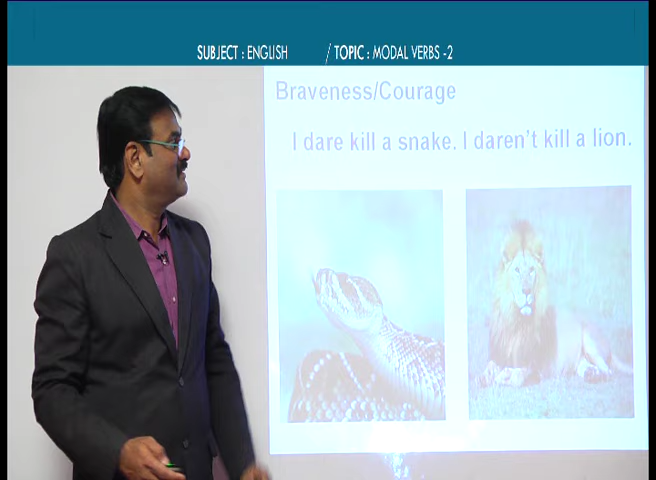 SUBJECT : ENGLISH / TOPIC : MODAL VERBS -2
Braveness/Courage
I dare kill a snake. I daren't kill a lion.